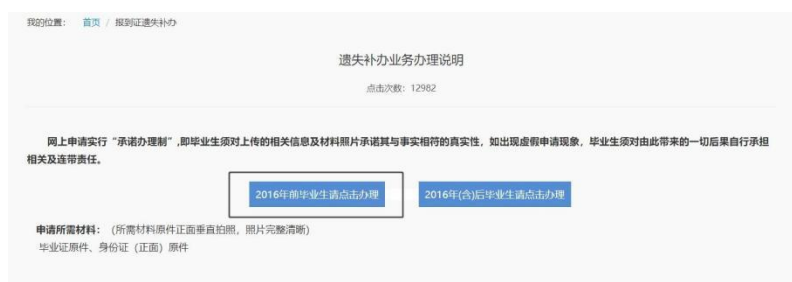 我的位置： 首页 / 报到证遗失补办
遗失补办业务办理说明
点击次数：12982
网上申请实行“承诺办理制”,即毕业生须对上传的相关信息及材料照片承诺其与事实相符的真实性，如出现虚假申请现象，毕业生须对由此带来的一切后果自行承担
相关及连带责任。
2016年前毕业生请点击办理 2016年(含)后毕业生请点击办理
申请所需材料：（所需材料原件正面垂直拍照，照片完整清晰)
毕业证原件、身份证（正面）原件